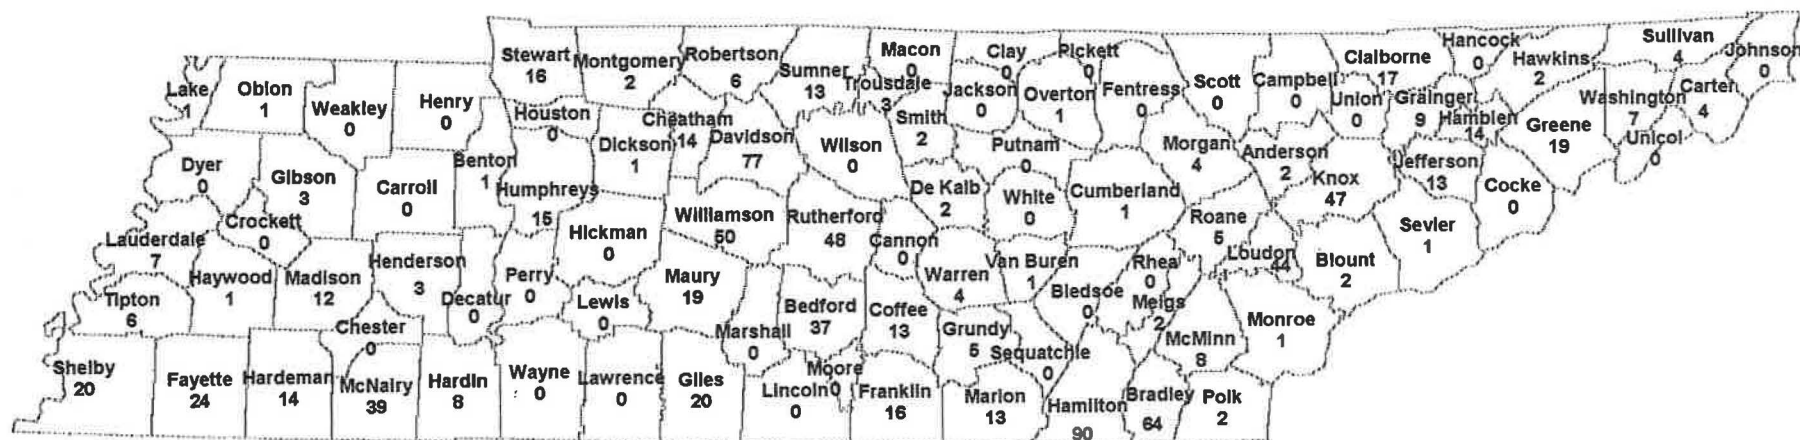 Lake
1
Obion
1
Weakley
0
Henry
0
Stewart
16
Montgomery
2
Robertson
6
Sumner
13
Macon
0
Trousdale
3
Clay
0
Pickett
0
Jackson
0
Overton
1
Fentress
0
Scott
0
Campbell
0
Claiborne
17
Hancock
0
Hawkins
2
Sullivan
4
Johnson
0
Union
0
Grainger
9
Hamblen
14
Greene
19
Washington
7
Carter
4
Unicoi
0
Dyer
0
Gibson
3
Crockett
0
Carroll
0
Benton
1
Houston
0
Humphreys
15
Dickson
1
Cheatham
14
Davidson
77
Wilson
0
Smith
2
Putnam
0
De Kalb
2
White
0
Cumberland
1
Morgan
4
Anderson
2
Knox
47
Jefferson
13
Cocke
0
Sevier
1
Lauderdale
7
Haywood
1
Madison
12
Henderson
3
Decatur
0
Perry
0
Hickman
0
Williamson
50
Rutherford
48
Cannon
0
Warren
4
Van Buren
1
Bledsoe
0
Rhea
0
Meigs
2
Roane
5
Loudon
44
Blount
2
Tipton
6
Chester
0
Lewis
0
Maury
19
Marshall
0
Bedford
37
Coffee
13
Grundy
5
Sequatchie
0
McMinn
8
Monroe
1
Shelby
20
Fayette
24
Hardeman
14
McNairy
39
Hardin
8
Wayne
0
Lawrence
0
Giles
20
Lincoln
0
Moore
0
Franklin
16
Marion
13
Hamilton
90
Bradley
64
Polk
2